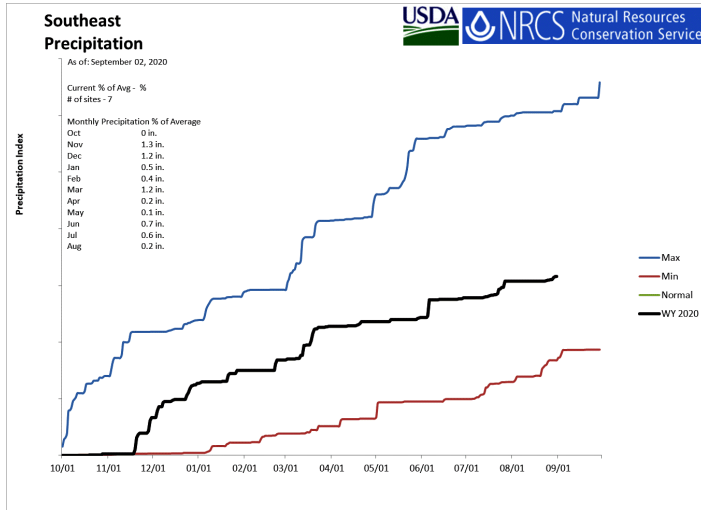 Southeast
Precipitation
USDA
NRCS
Natural Resources
Conservation Service
As of: September 02, 2020
Current % of Avg - %
# of sites - 7
Monthly Precipitation % of Average
Oct 0 in.
Nov 1.3 in.
Dec 1.2 in.
Jan 0.5 in.
Feb 0.4 in.
Mar 1.2 in.
Apr 0.2 in.
May 0.1 in.
Jun 0.7 in.
Jul 0.6 in.
Aug 0.2 in.
Precipitation Index
Max
Min
Normal
WY 2020
10/01 11/01 12/01 01/01 02/01 03/01 04/01 05/01 06/01 07/01 08/01 09/01